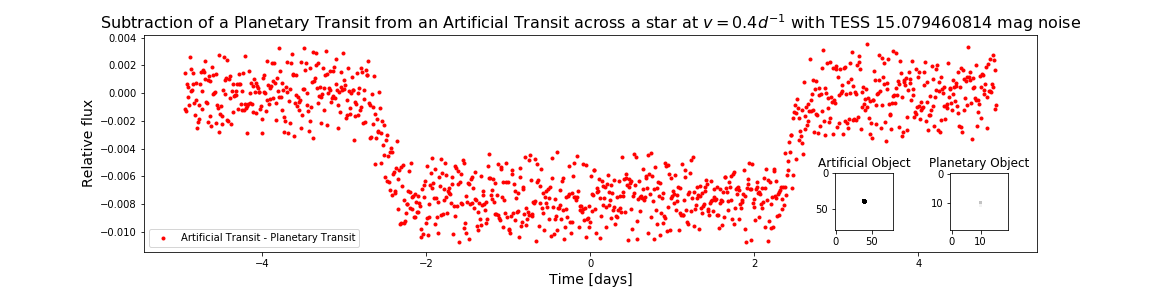 Subtraction of a Planetary Transit from an Artificial Transit across a star at v = 0.4d⁻¹ with TESS 15.079460814 mag noise
0.004
0.002
0.000
−0.002
−0.004
−0.006
−0.008
−0.010
Relative flux
Artificial Object
0
50
0 50
Planetary Object
0
10
0 10
Artificial Transit - Planetary Transit
−4 −2 0 2 4
Time [days]